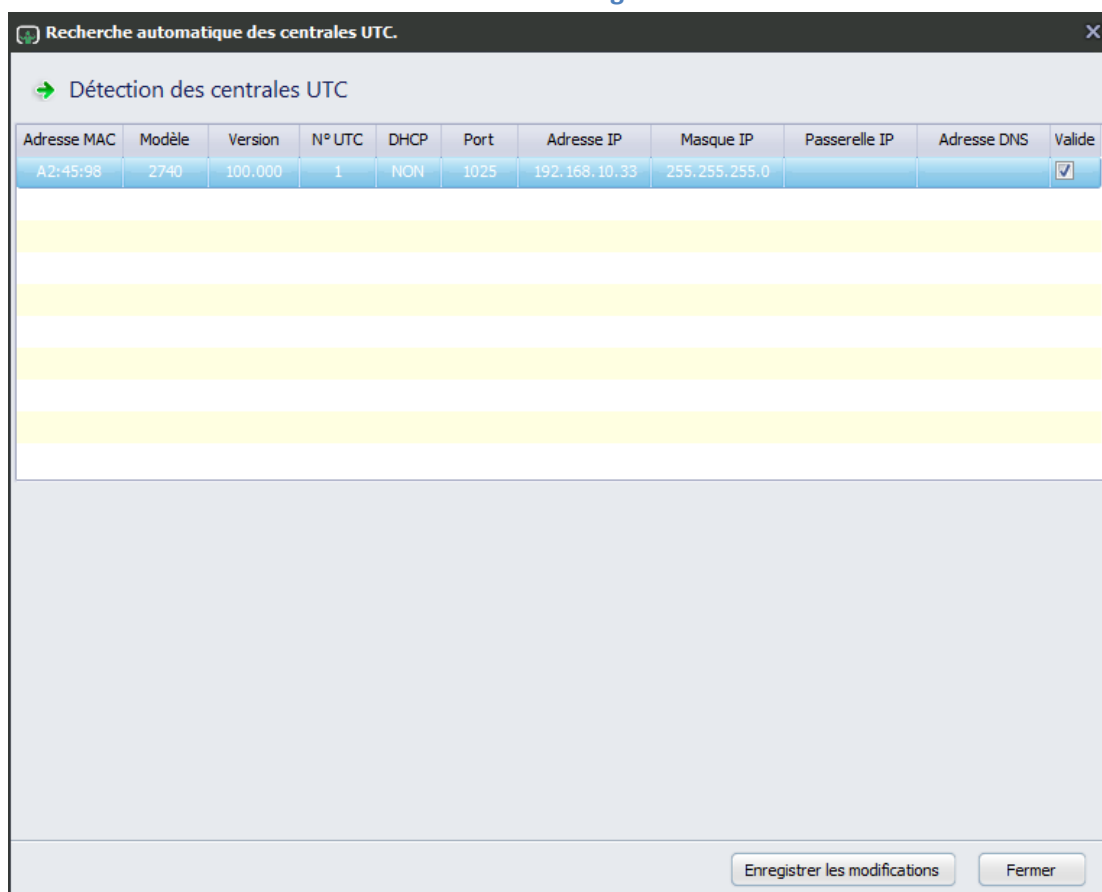 Recherche automatique des centrales UTC.
Détection des centrales UTC
Adresse MAC Modèle Version N° UTC DHCP Port Adresse IP Masque IP Passerelle IP Adresse DNS Valide
A2:45:98 2740 100.000 1 NON 1025 192.168.10.33 255.255.255.0
Enregistrer les modifications Fermer